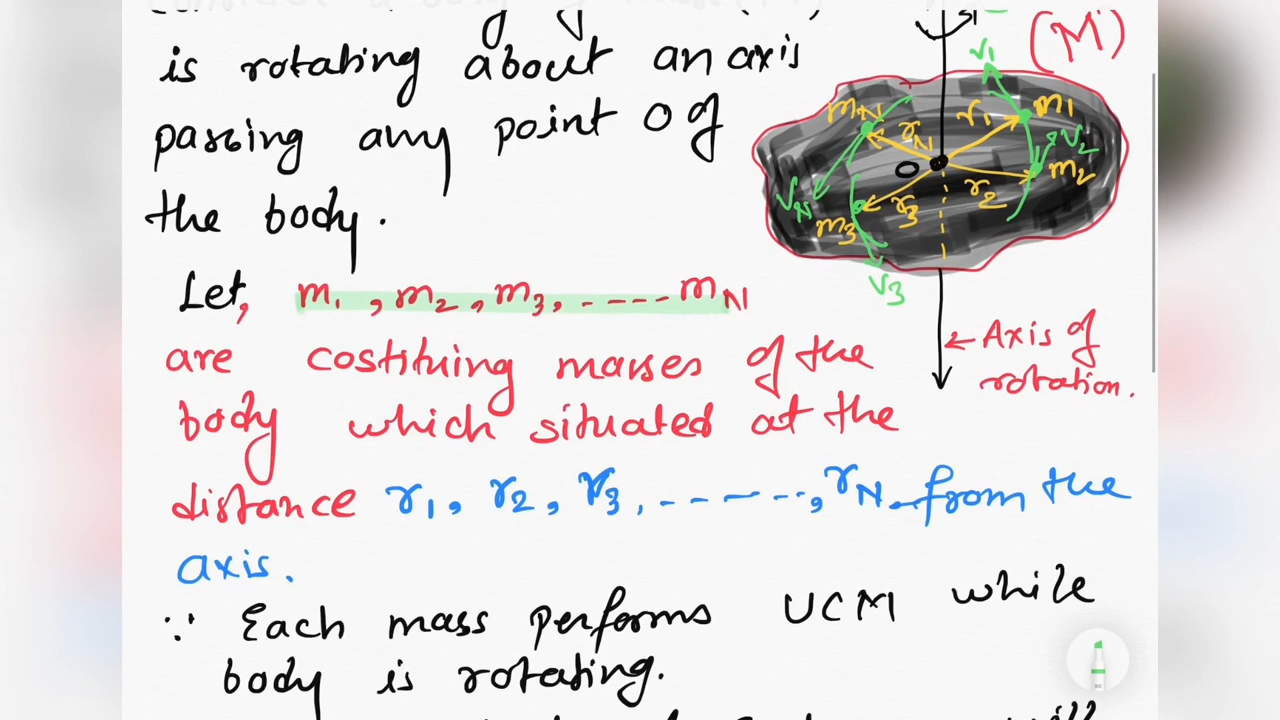 is rotating about an axis
passing any point O of
the body.
Let, m1, m2, m3, ..... mN
are costituing masses of the
body which situated at the
distance r1, r2, r3, ......, rN from the
axis.
∵ Each mass performs UCM while
body is rotating.
(M)
v1
mN
rN
r1
m1
v2
O
m2
vN
r3
r2
m3
v3
← Axis of
rotation.